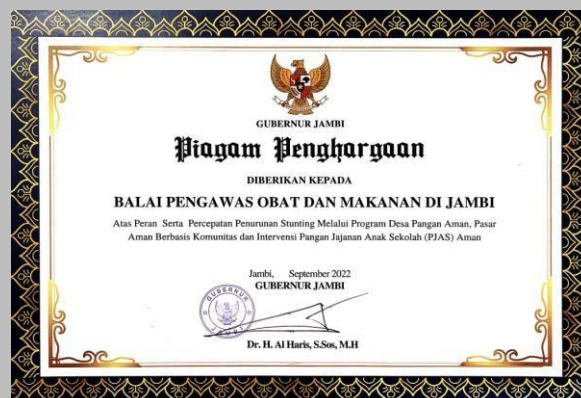 GUBERNUR JAMBI
Piagam Penghargaan
DIBERIKAN KEPADA
BALAI PENGAWAS OBAT DAN MAKANAN DI JAMBI
Atas Peran Serta Percepatan Penurunan Stunting Melalui Program Desa Pangan Aman, Pasar
Aman Berbasis Komunitas dan Intervensi Pangan Jajanan Anak Sekolah (PJAS) Aman
Jambi, September 2022
GUBERNUR JAMBI
GUBERNUR
JAMBI
Dr. H. Al Haris, S.Sos, M.H